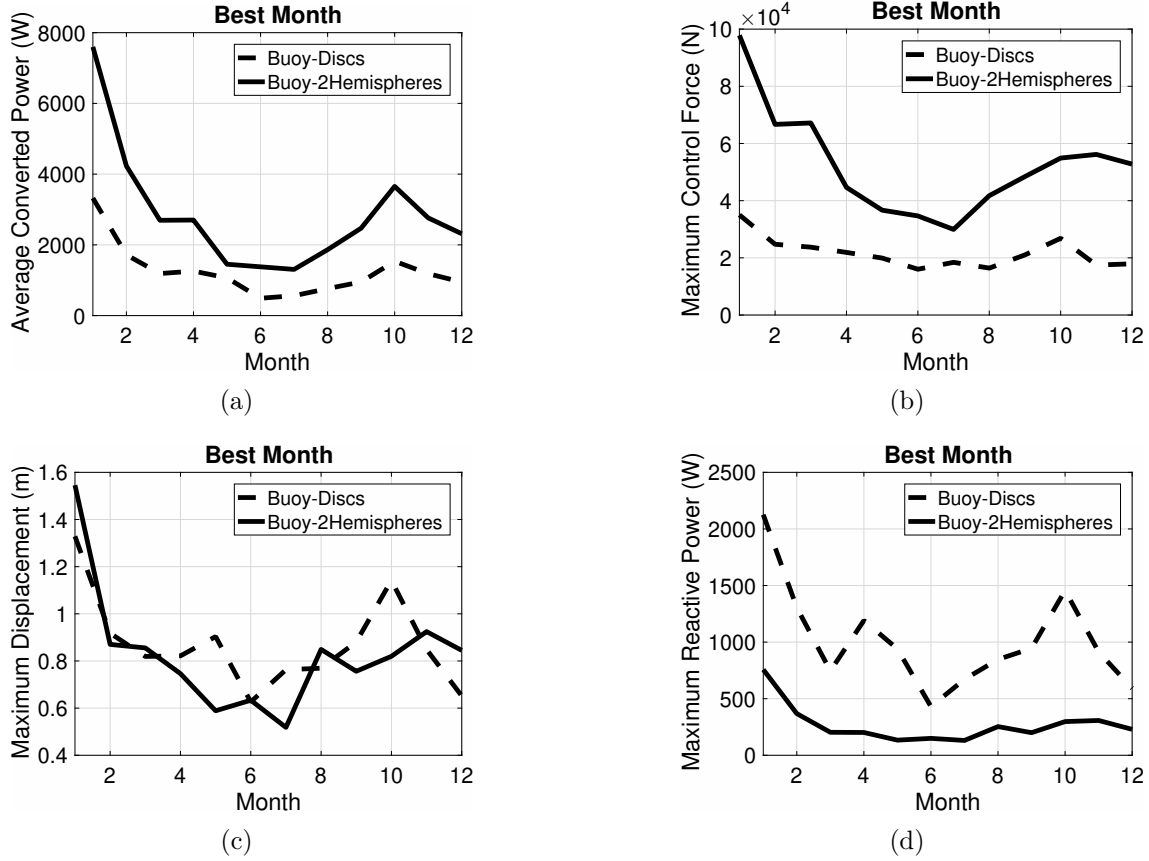 Best Month
Average Converted Power (W)
8000
6000
4000
2000
0
Buoy-Discs
Buoy-2Hemispheres
2 4 6 8 10 12
Month
(a)
Best Month
×10⁴
Maximum Control Force (N)
10
8
6
4
2
0
Buoy-Discs
Buoy-2Hemispheres
2 4 6 8 10 12
Month
(b)
Best Month
Maximum Displacement (m)
1.6
1.4
1.2
1
0.8
0.6
0.4
Buoy-Discs
Buoy-2Hemispheres
2 4 6 8 10 12
Month
(c)
Best Month
Maximum Reactive Power (W)
2500
2000
1500
1000
500
0
Buoy-Discs
Buoy-2Hemispheres
2 4 6 8 10 12
Month
(d)